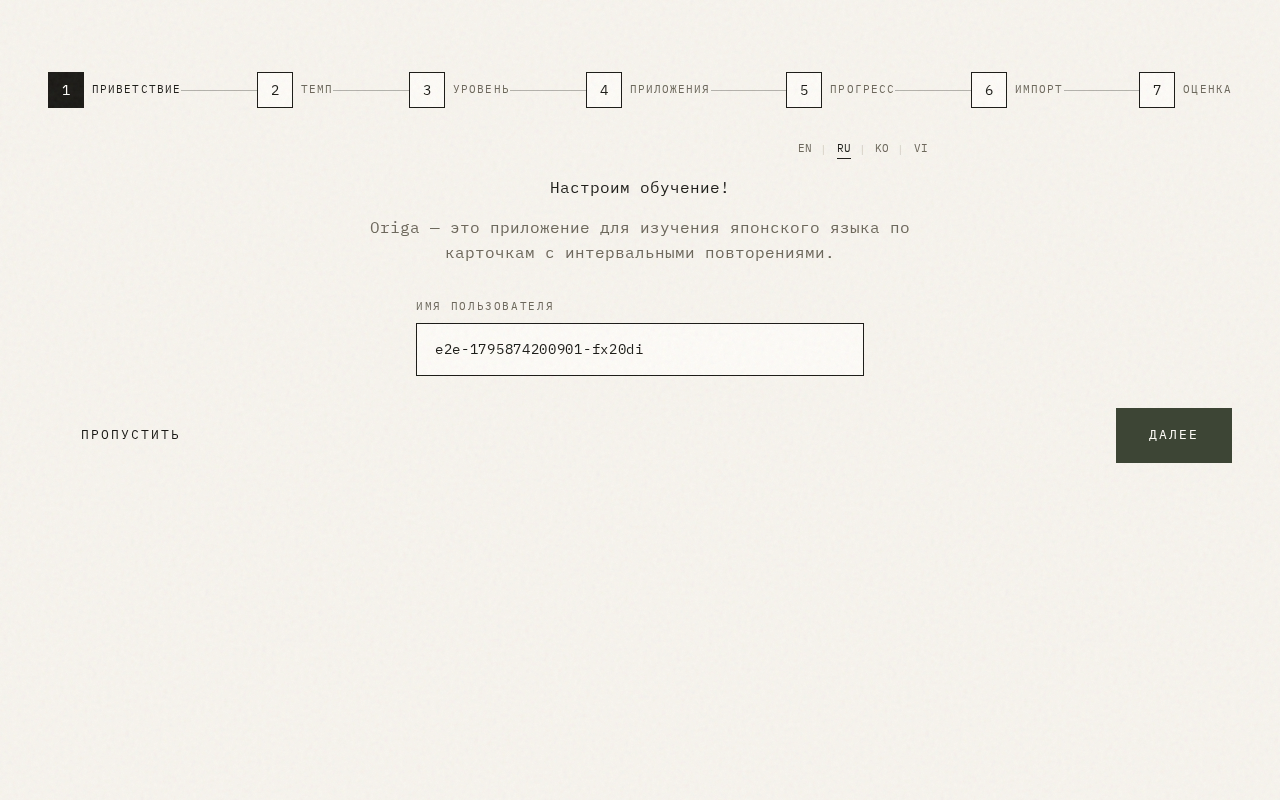 1 ПРИВЕТСТВИЕ 2 ТЕМП 3 УРОВЕНЬ 4 ПРИЛОЖЕНИЯ 5 ПРОГРЕСС 6 ИМПОРТ 7 ОЦЕНКА
EN | RU | KO | VI
Настроим обучение!
Origa — это приложение для изучения японского языка по
карточкам с интервальными повторениями.
ИМЯ ПОЛЬЗОВАТЕЛЯ
e2e-1795874200901-fx20di
ПРОПУСТИТЬ ДАЛЕЕ